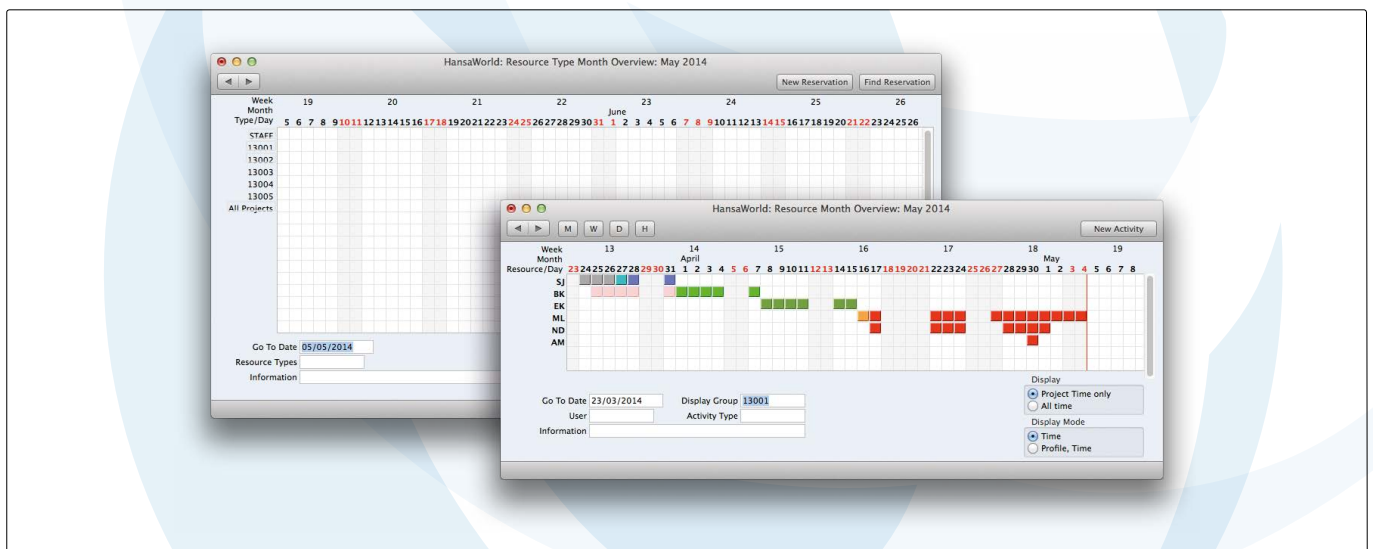 HansaWorld: Resource Type Month Overview: May 2014
New Reservation Find Reservation
Week 19 20 21 22 23 24 25 26
Month June
Type/Day 5 6 7 8 9 10 11 12 13 14 15 16 17 18 19 20 21 22 23 24 25 26 27 28 29 30 31 1 2 3 4 5 6 7 8 9 10 11 12 13 14 15 16 17 18 19 20 21 22 23 24 25 26
STAFF
13001
13002
13003
13004
13005
All Projects
Go To Date 05/05/2014
Resource Types
Information
HansaWorld: Resource Month Overview: May 2014
M W D H New Activity
Week 13 14 15 16 17 18 19
Month April May
Resource/Day 23 24 25 26 27 28 29 30 31 1 2 3 4 5 6 7 8 9 10 11 12 13 14 15 16 17 18 19 20 21 22 23 24 25 26 27 28 29 30 1 2 3 4 5 6 7 8
SJ
BK
EK
ML
ND
AM
Display
Project Time only
All time
Display Mode
Time
Profile, Time
Go To Date 23/03/2014 Display Group 13001
User Activity Type
Information